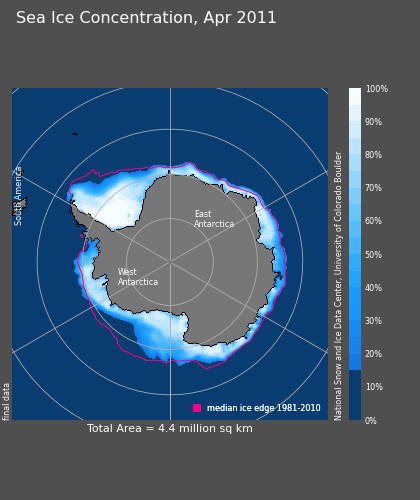 Sea Ice Concentration, Apr 2011
South America
East
Antarctica
West
Antarctica
final data
median ice edge 1981-2010
Total Area = 4.4 million sq km
100%
90%
80%
70%
60%
50%
40%
30%
20%
10%
0%
National Snow and Ice Data Center, University of Colorado Boulder